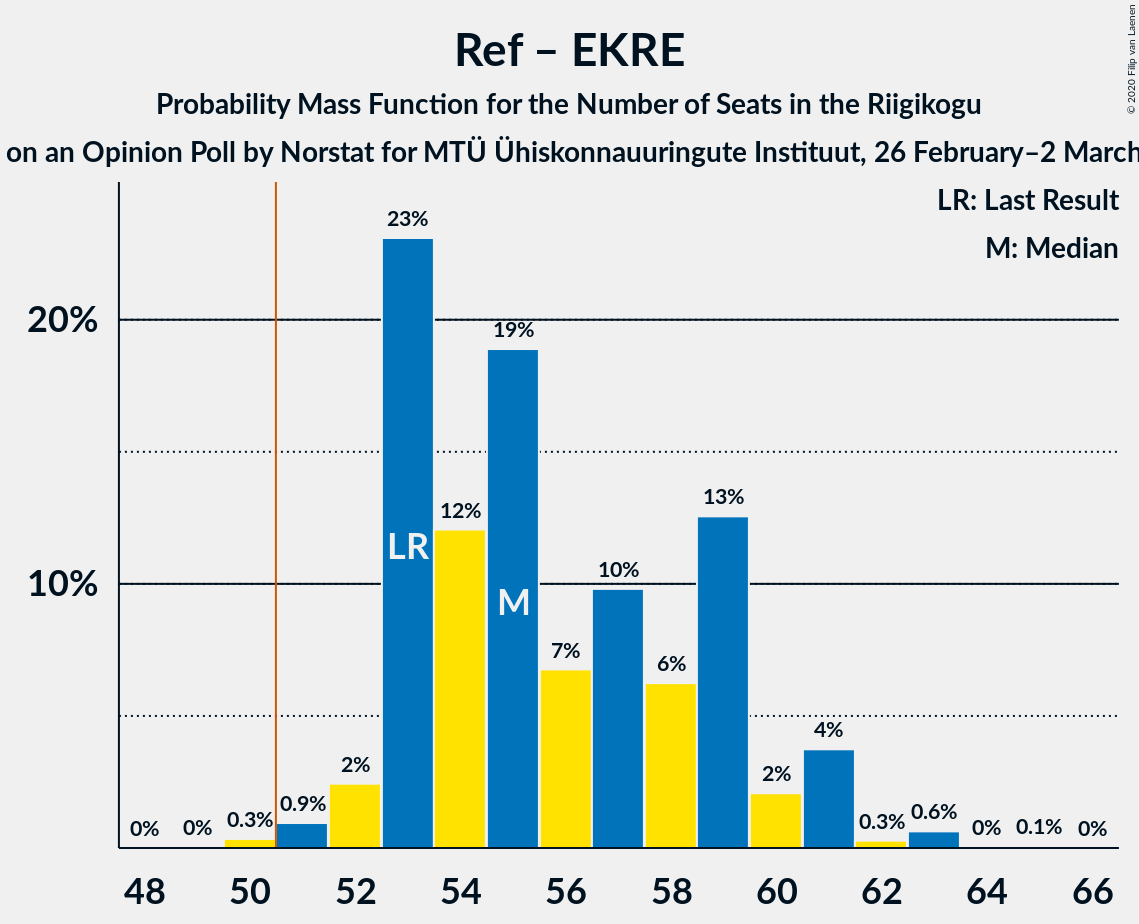 Ref – EKRE
Probability Mass Function for the Number of Seats in the Riigikogu
on an Opinion Poll by Norstat for MTÜ Ühiskonnauuringute Instituut, 26 February–2 March
© 2020 Filip van Laenen
LR: Last Result
M: Median
20%
10%
0%
0%
0.3%
0.9%
2%
23%
12%
19%
7%
10%
6%
13%
2%
4%
0.3%
0.6%
0%
0.1%
0%
LR
M
48 50 52 54 56 58 60 62 64 66